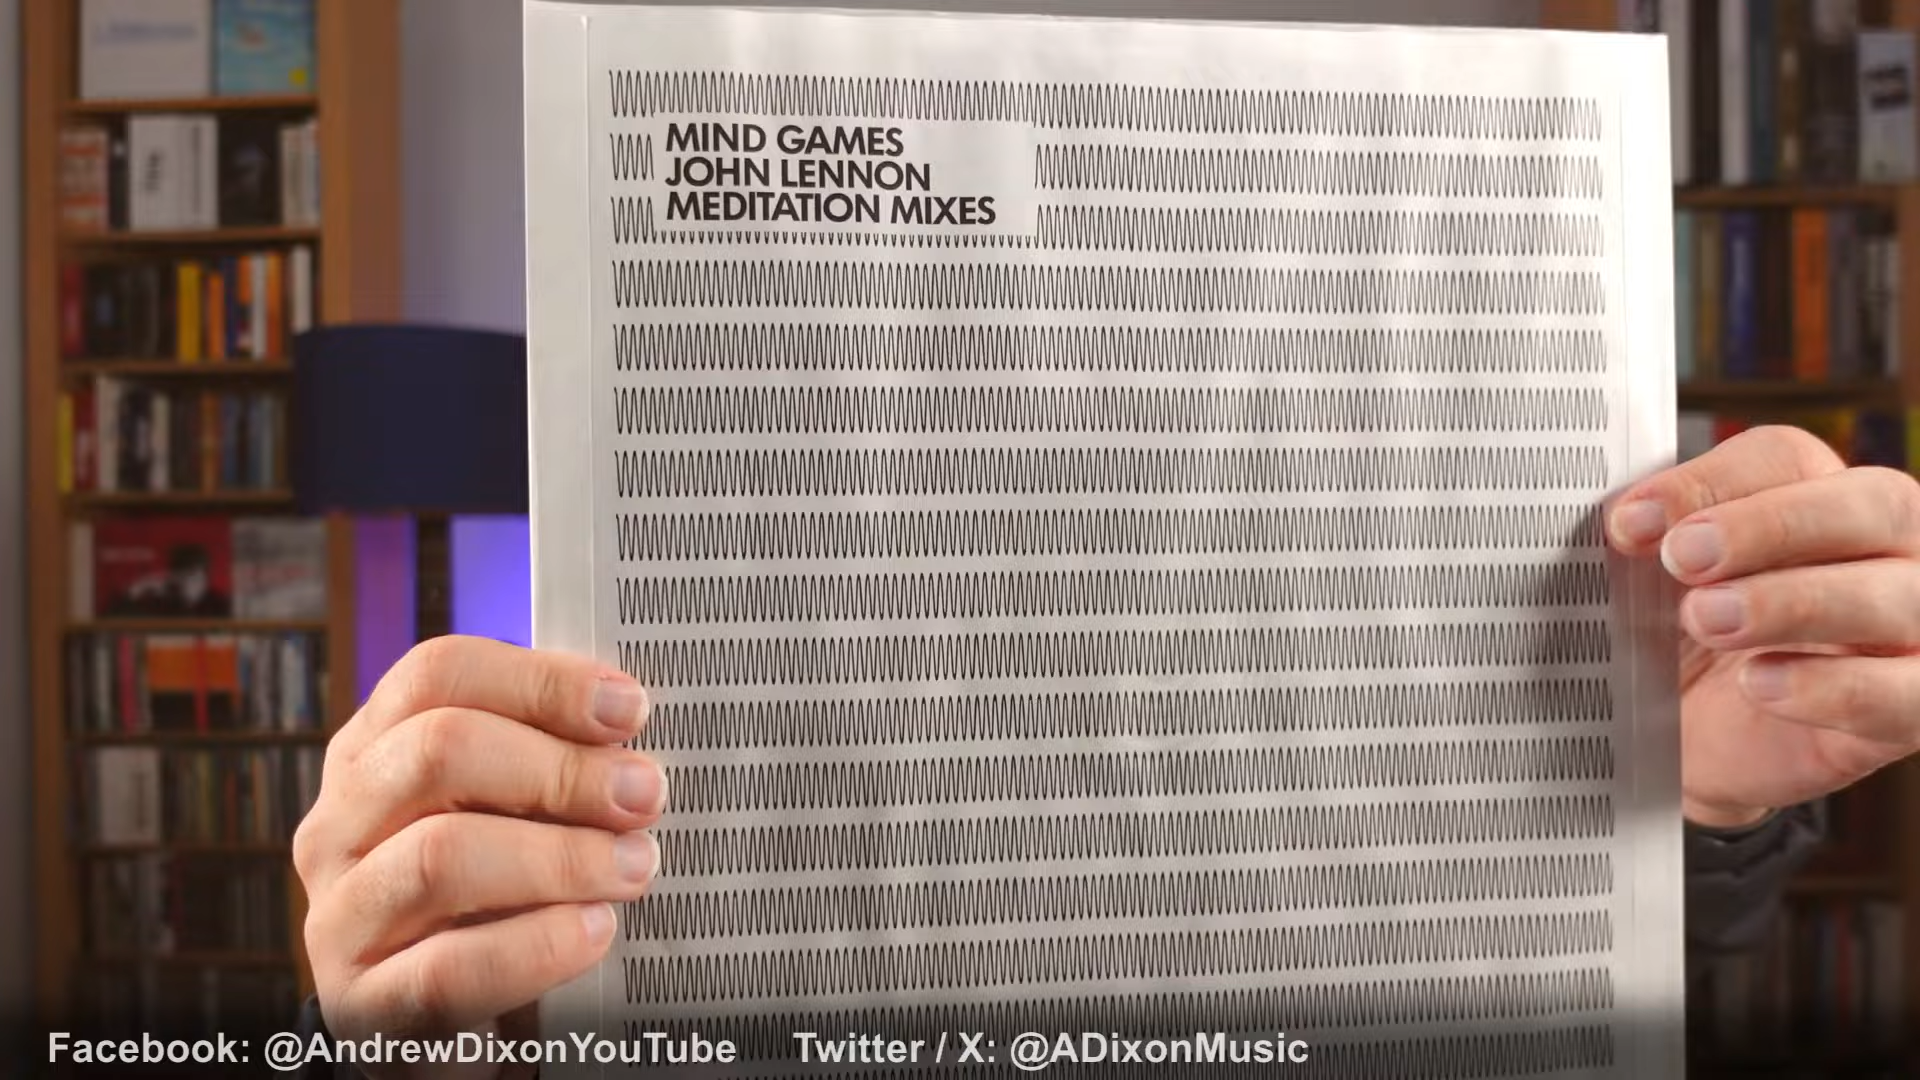 MIND GAMES
JOHN LENNON
MEDITATION MIXES
Facebook: @AndrewDixonYouTube Twitter / X: @ADixonMusic